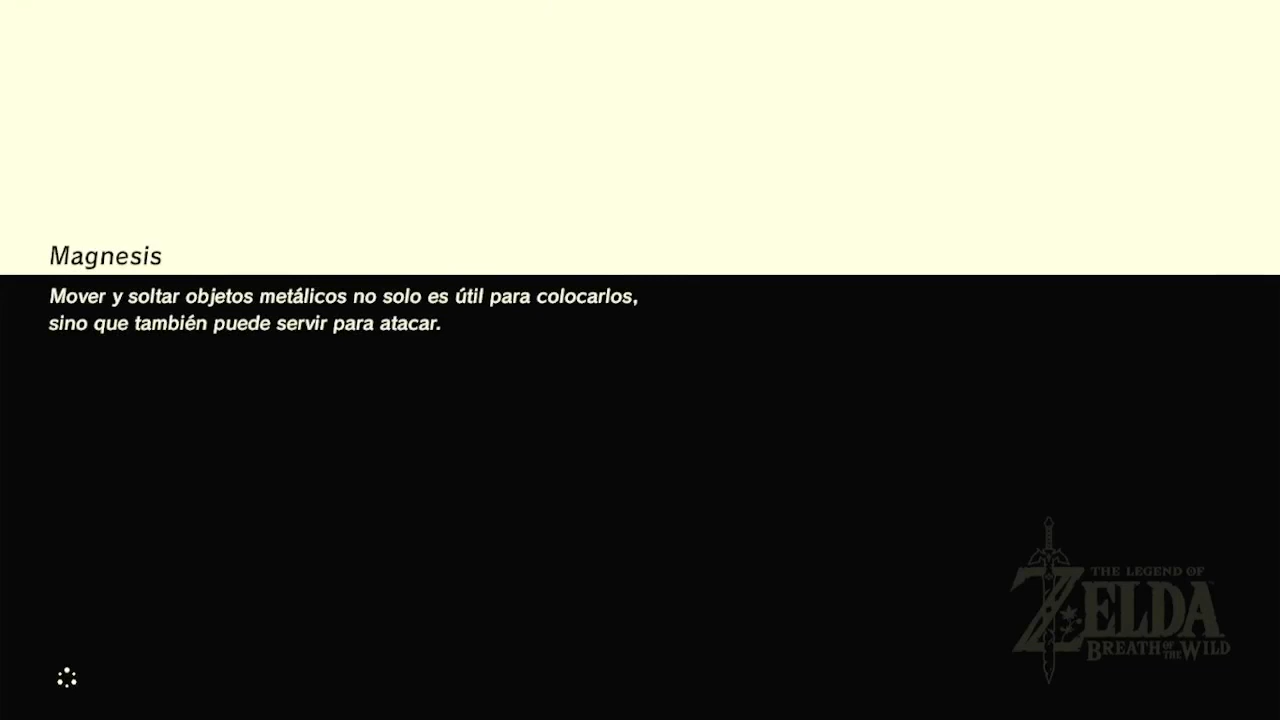 Magnesis
Mover y soltar objetos metálicos no solo es útil para colocarlos,
sino que también puede servir para atacar.
THE LEGEND OF
ZELDA
BREATH OF THE WILD